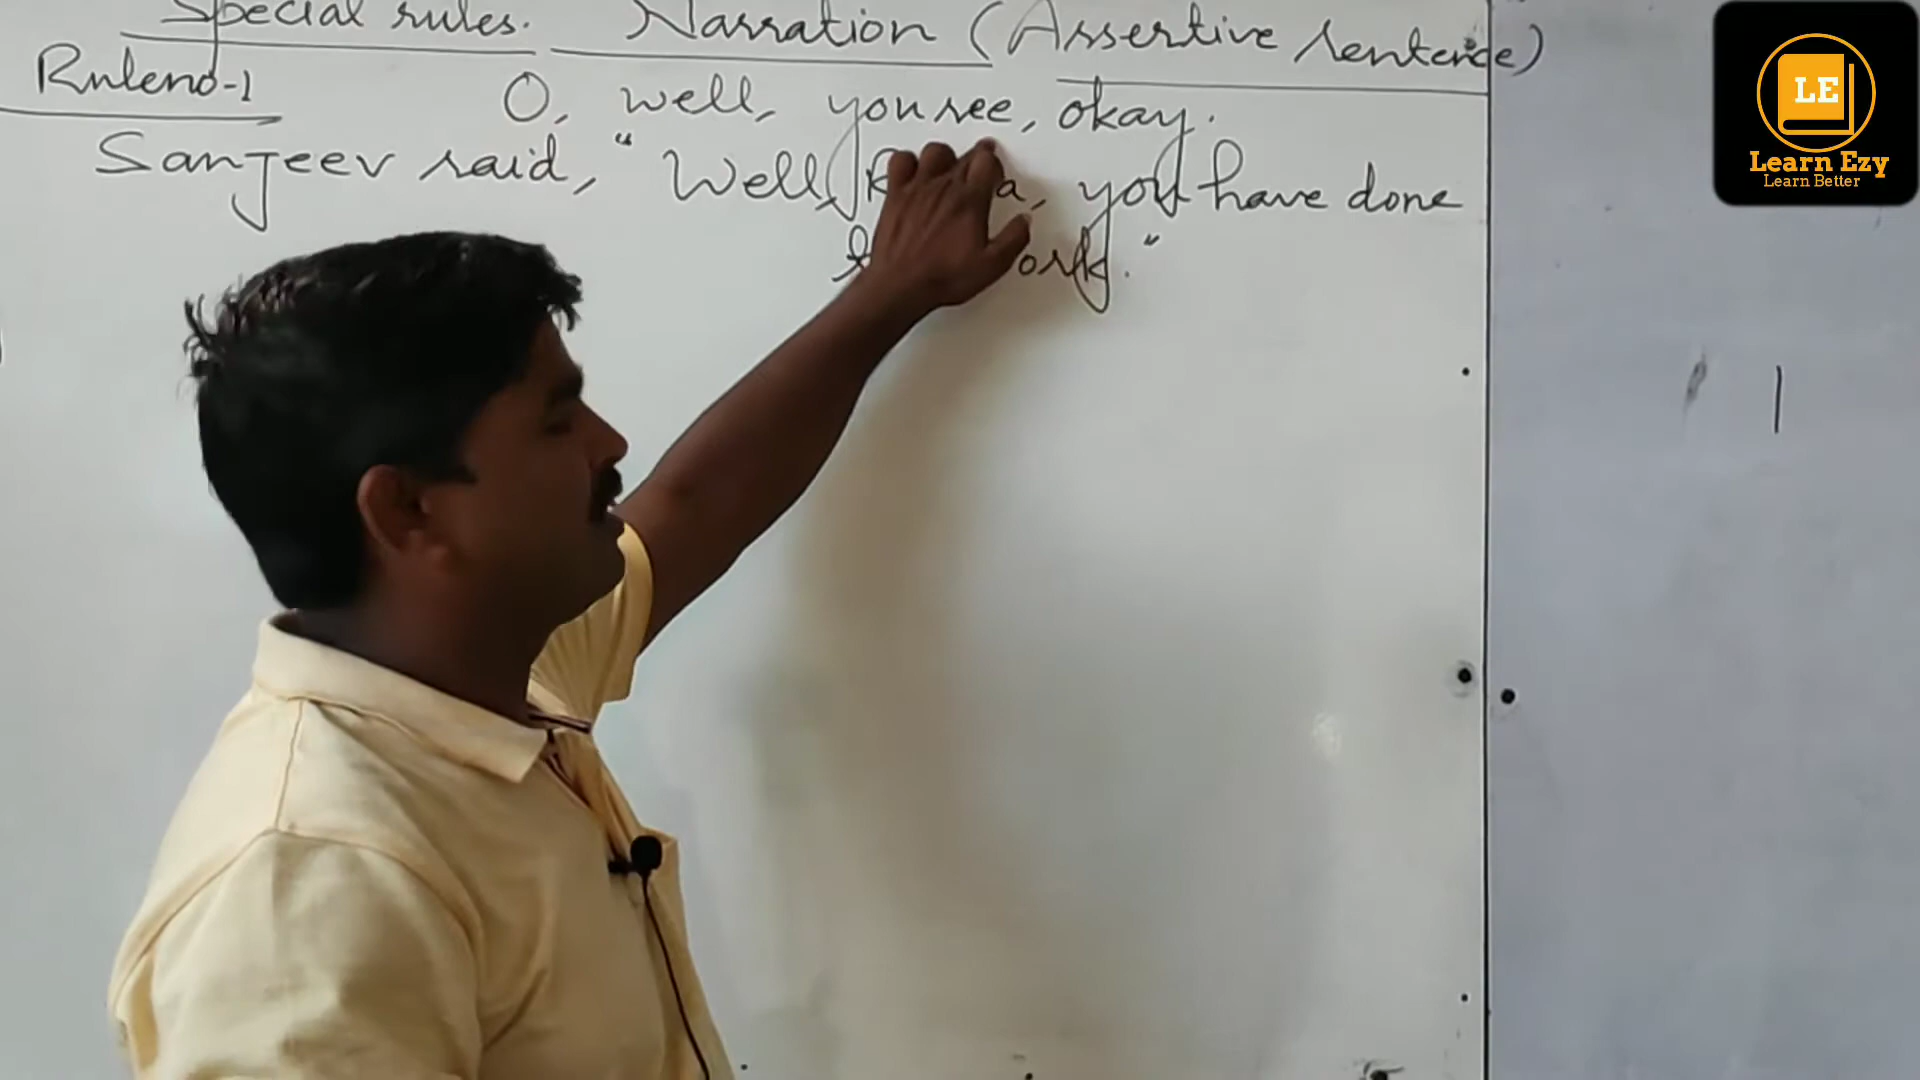 Special rules. Narration (Assertive sentence)
Rule no-1
O, well, you see, okay.
Sanjeev said, “Well, you have done
LE
Learn Ezy
Learn Better